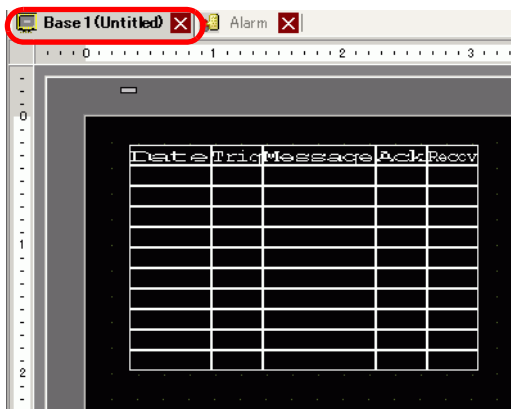 Base 1 (Untitled) Alarm
0 1 2 3
Date Trig Message Ack Recov
0
1
2